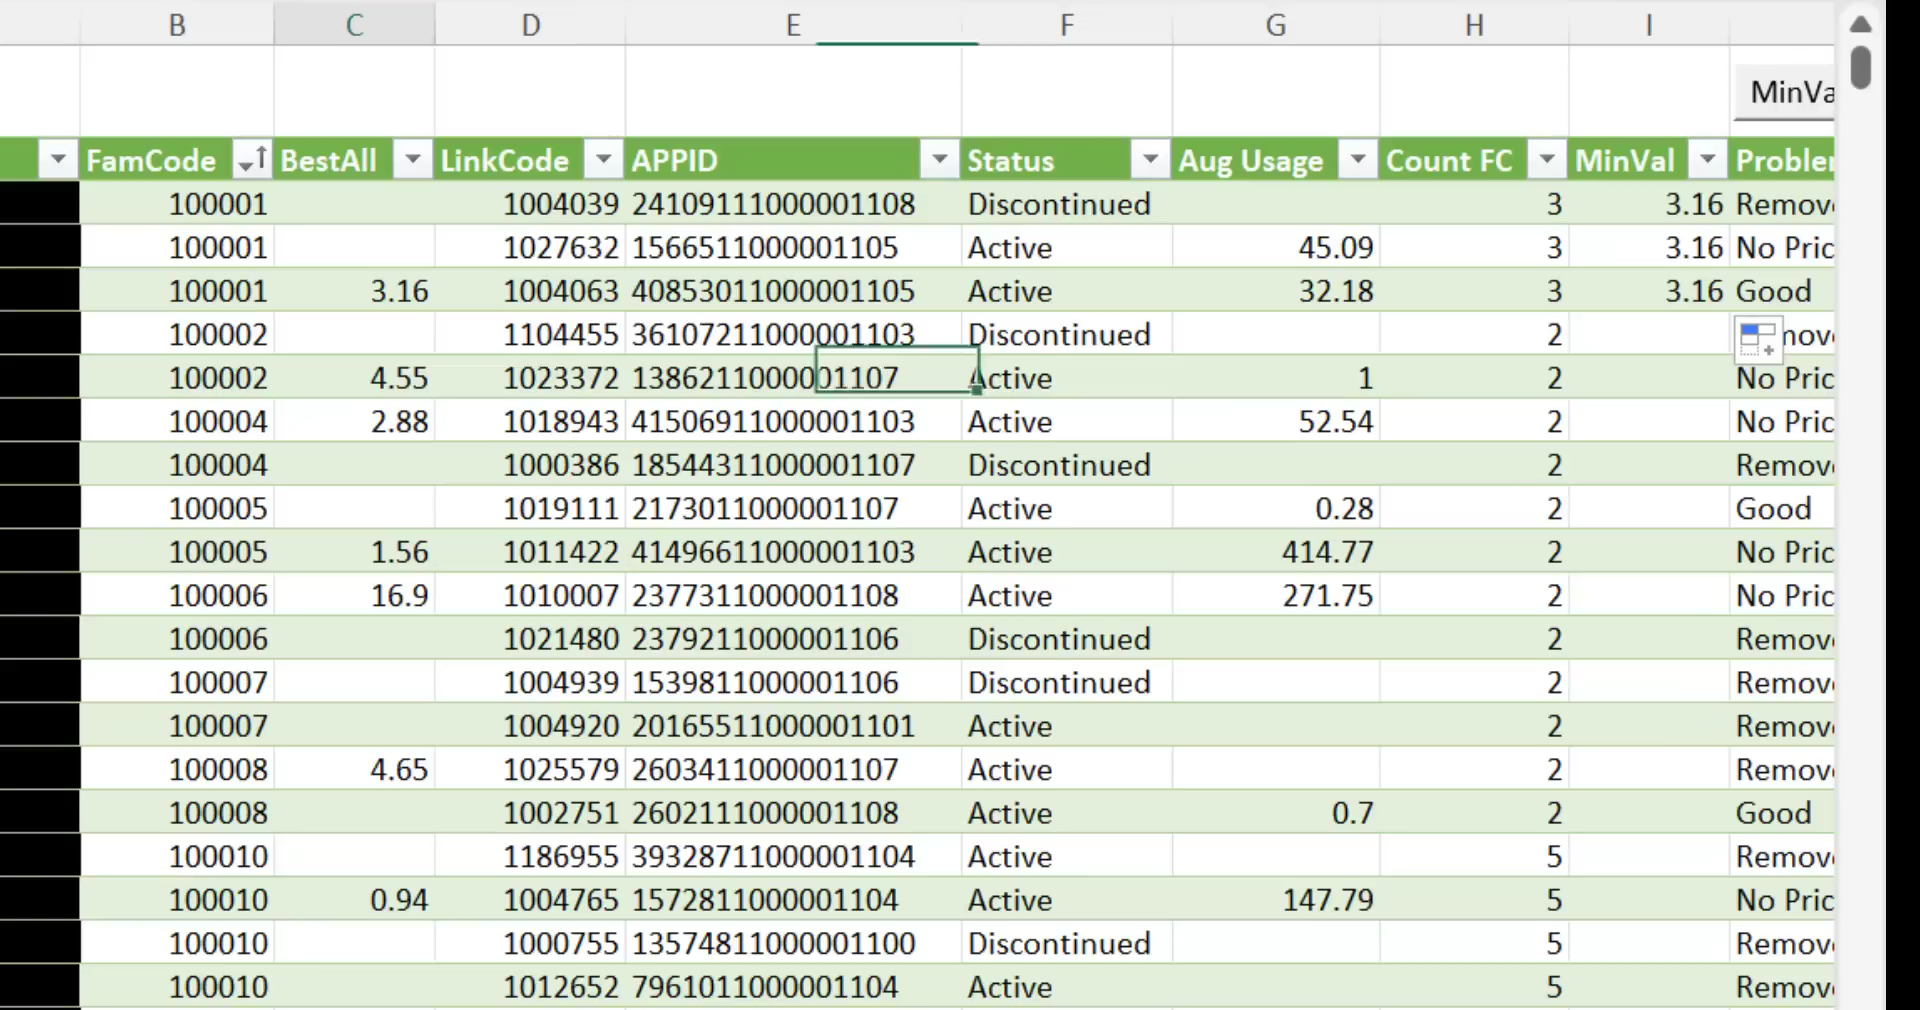 B C D E F G H I
MinVa
FamCode BestAll LinkCode APPID Status Aug Usage Count FC MinVal Problem
100001 1004039 24109111000001108 Discontinued 3 3.16 Remov
100001 1027632 1566511000001105 Active 45.09 3 3.16 No Pric
100001 3.16 1004063 40853011000001105 Active 32.18 3 3.16 Good
100002 1104455 36107211000001103 Discontinued 2 mov
100002 4.55 1023372 1386211000001107 Active 1 2 No Pric
100004 2.88 1018943 41506911000001103 Active 52.54 2 No Pric
100004 1000386 18544311000001107 Discontinued 2 Remov
100005 1019111 2173011000001107 Active 0.28 2 Good
100005 1.56 1011422 41496611000001103 Active 414.77 2 No Pric
100006 16.9 1010007 2377311000001108 Active 271.75 2 No Pric
100006 1021480 2379211000001106 Discontinued 2 Remov
100007 1004939 1539811000001106 Discontinued 2 Remov
100007 1004920 20165511000001101 Active 2 Remov
100008 4.65 1025579 2603411000001107 Active 2 Remov
100008 1002751 2602111000001108 Active 0.7 2 Good
100010 1186955 39328711000001104 Active 5 Remov
100010 0.94 1004765 1572811000001104 Active 147.79 5 No Pric
100010 1000755 13574811000001100 Discontinued 5 Remov
100010 1012652 7961011000001104 Active 5 Remov